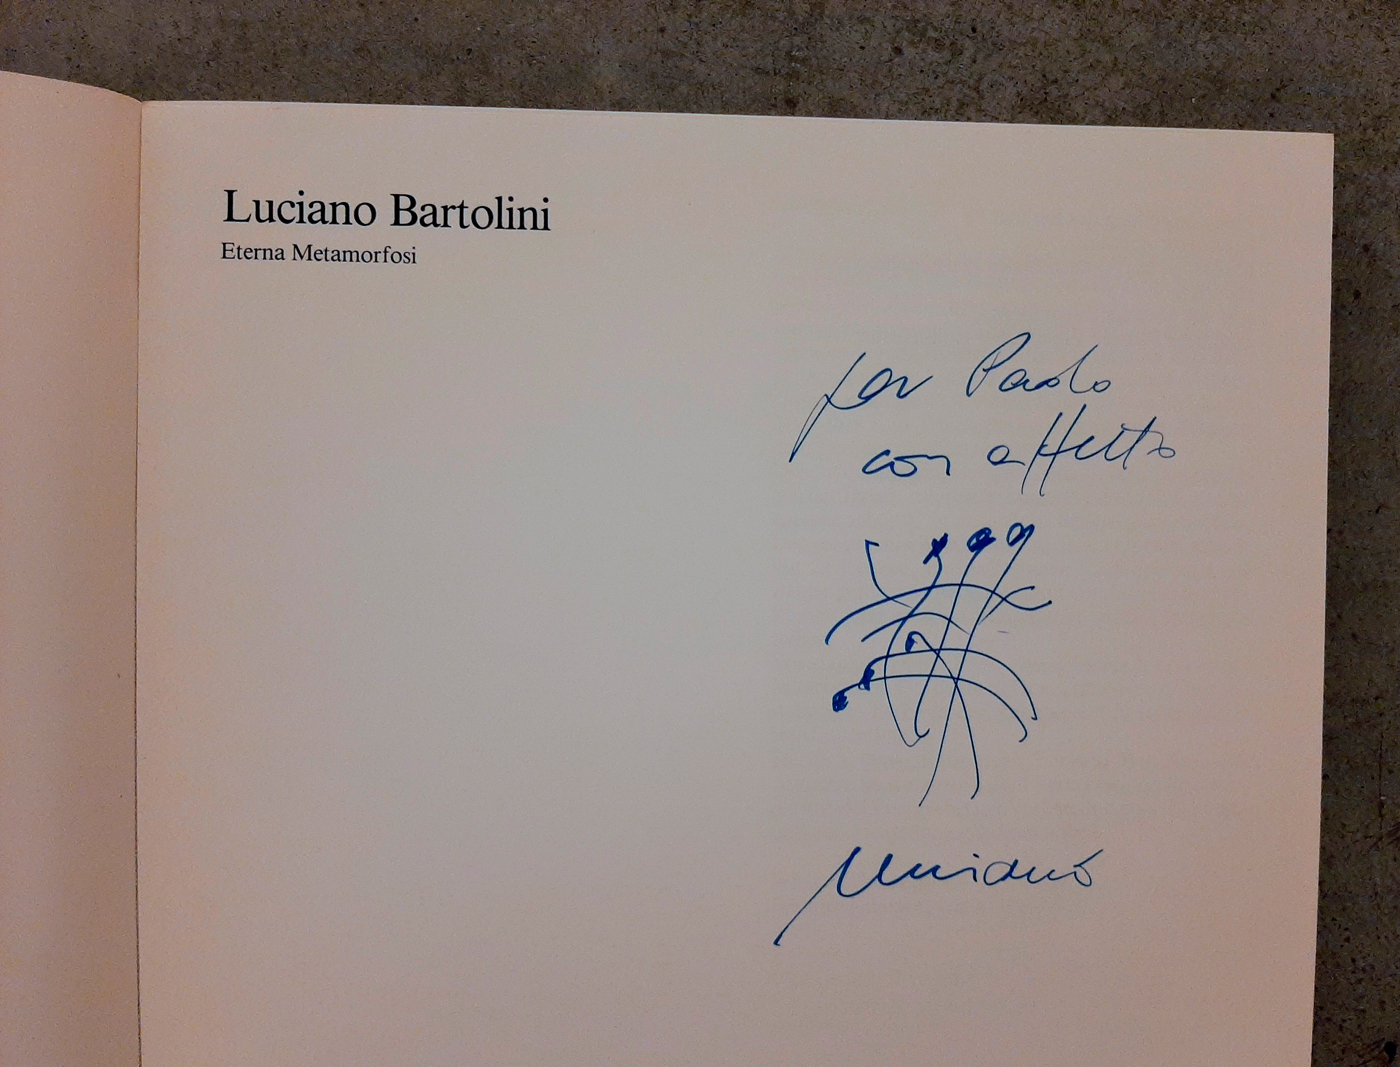 Luciano Bartolini
Eterna Metamorfosi
per Paolo
con affetto
Luciano